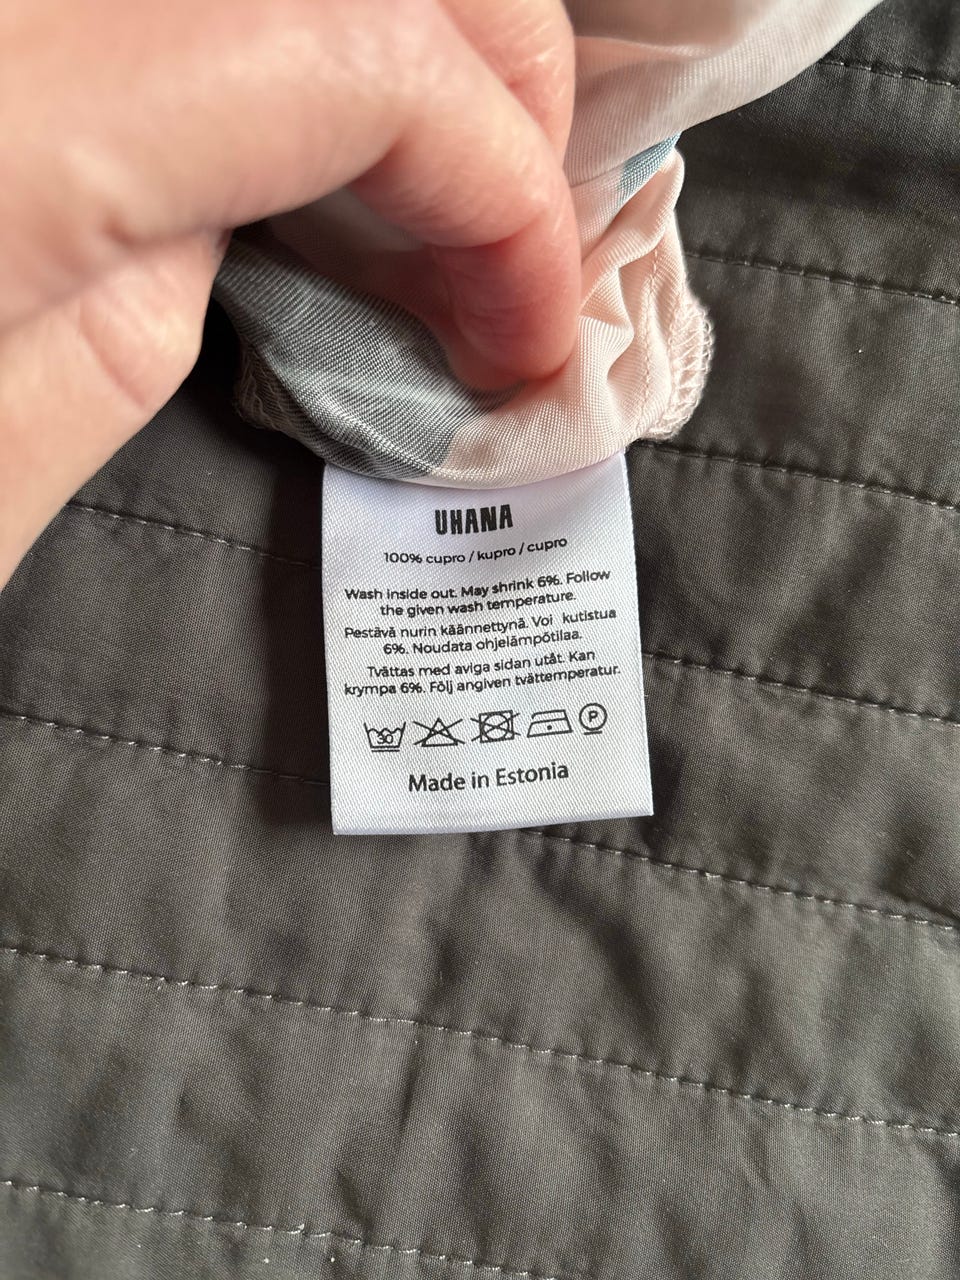 UHANA
100% cupro / kupro / cupro
Wash inside out. May shrink 6%. Follow
the given wash temperature.
Pestävä nurin käännettynä. Voi kutistua
6%. Noudata ohjelämpötilaa.
Tvättas med aviga sidan utåt. Kan
krympa 6%. Följ angiven tvättemperatur.
30 P
Made in Estonia